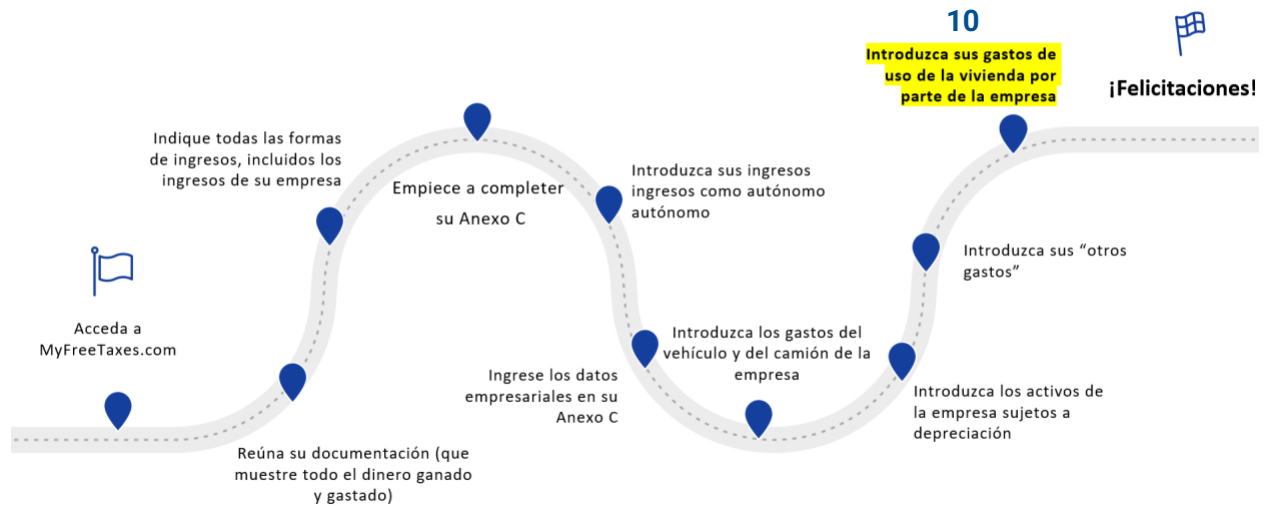 Acceda a
MyFreeTaxes.com
Reúna su documentación (que
muestre todo el dinero ganado
y gastado)
Indique todas las formas
de ingresos, incluidos los
ingresos de su empresa
Empiece a completer
su Anexo C
Introduzca sus ingresos
ingresos como autónomo
autónomo
Ingrese los datos
empresariales en su
Anexo C
Introduzca los gastos del
vehículo y del camión de la
empresa
Introduzca los activos de
la empresa sujetos a
depreciación
Introduzca sus “otros
gastos”
10
Introduzca sus gastos de
uso de la vivienda por
parte de la empresa
¡Felicitaciones!